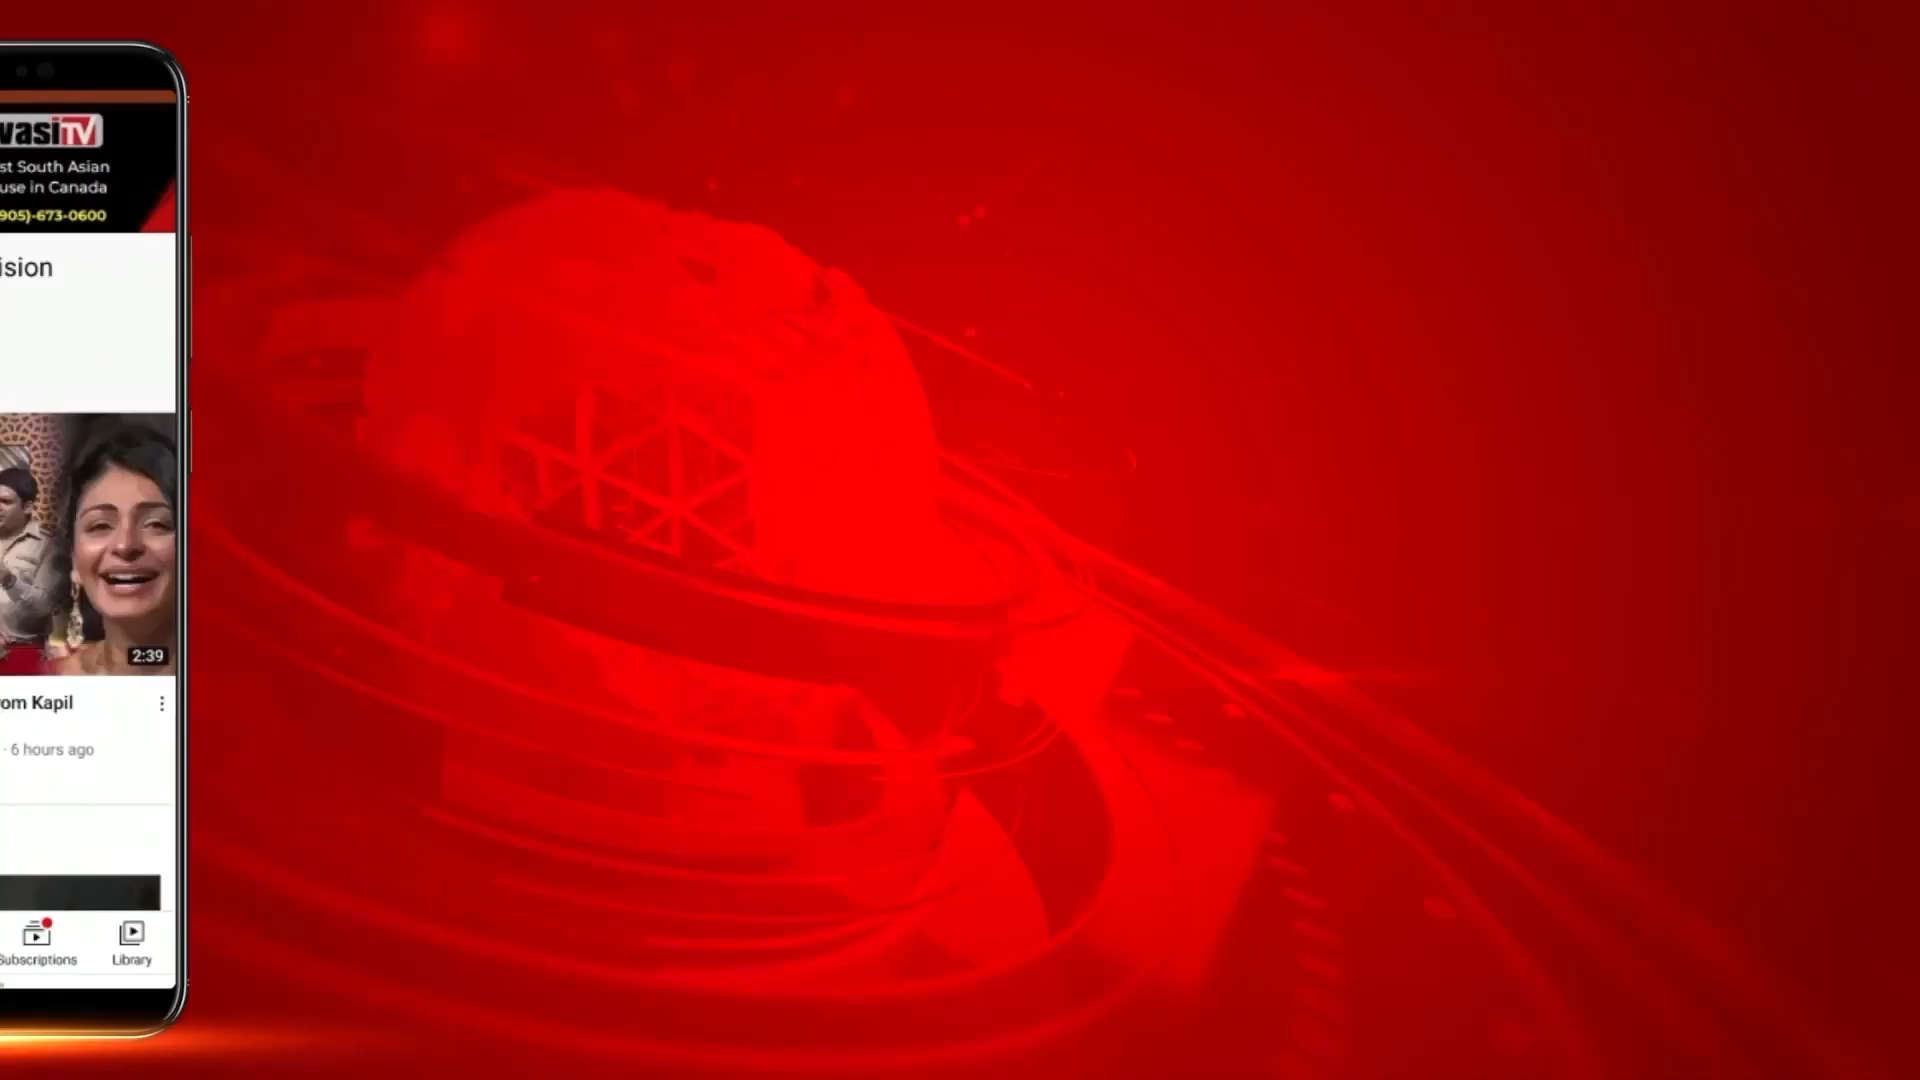 vasiTV
st South Asian
use in Canada
905)-673-0600
ision
2:39
om Kapil
· 6 hours ago
Subscriptions
Library